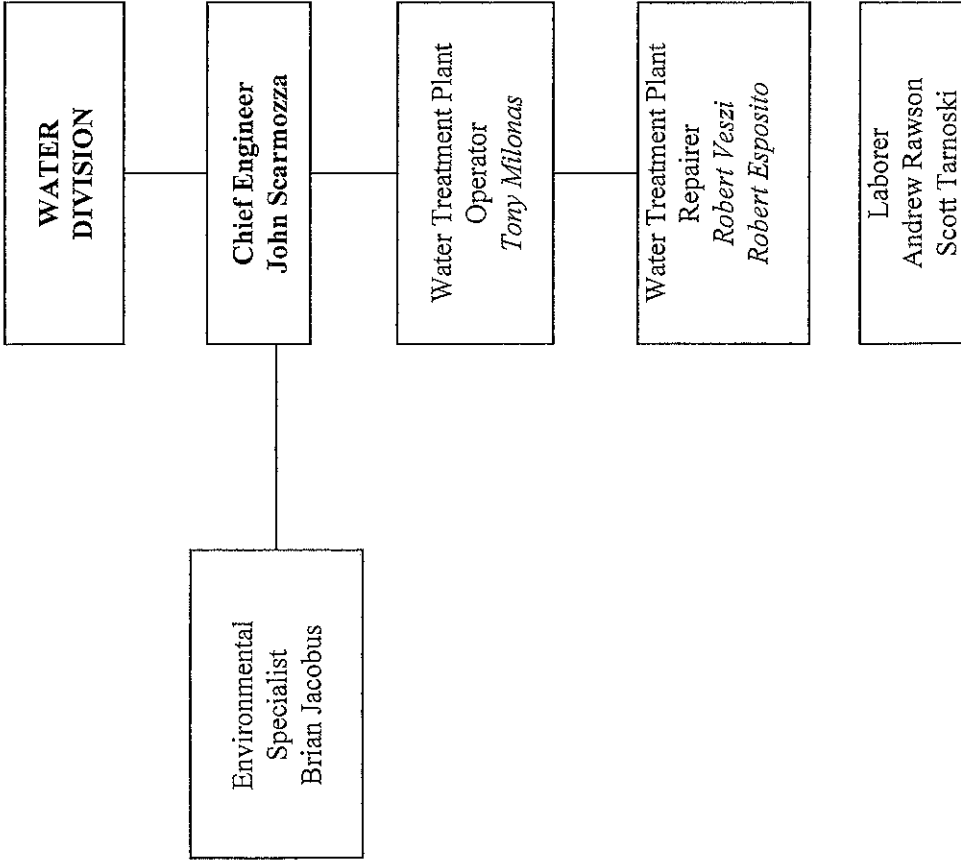 WATER
DIVISION
Chief Engineer
John Scarmozza
Environmental
Specialist
Brian Jacobus
Water Treatment Plant
Operator
Tony Milonas
Water Treatment Plant
Repairer
Robert Veszi
Robert Esposito
Laborer
Andrew Rawson
Scott Tarnoski